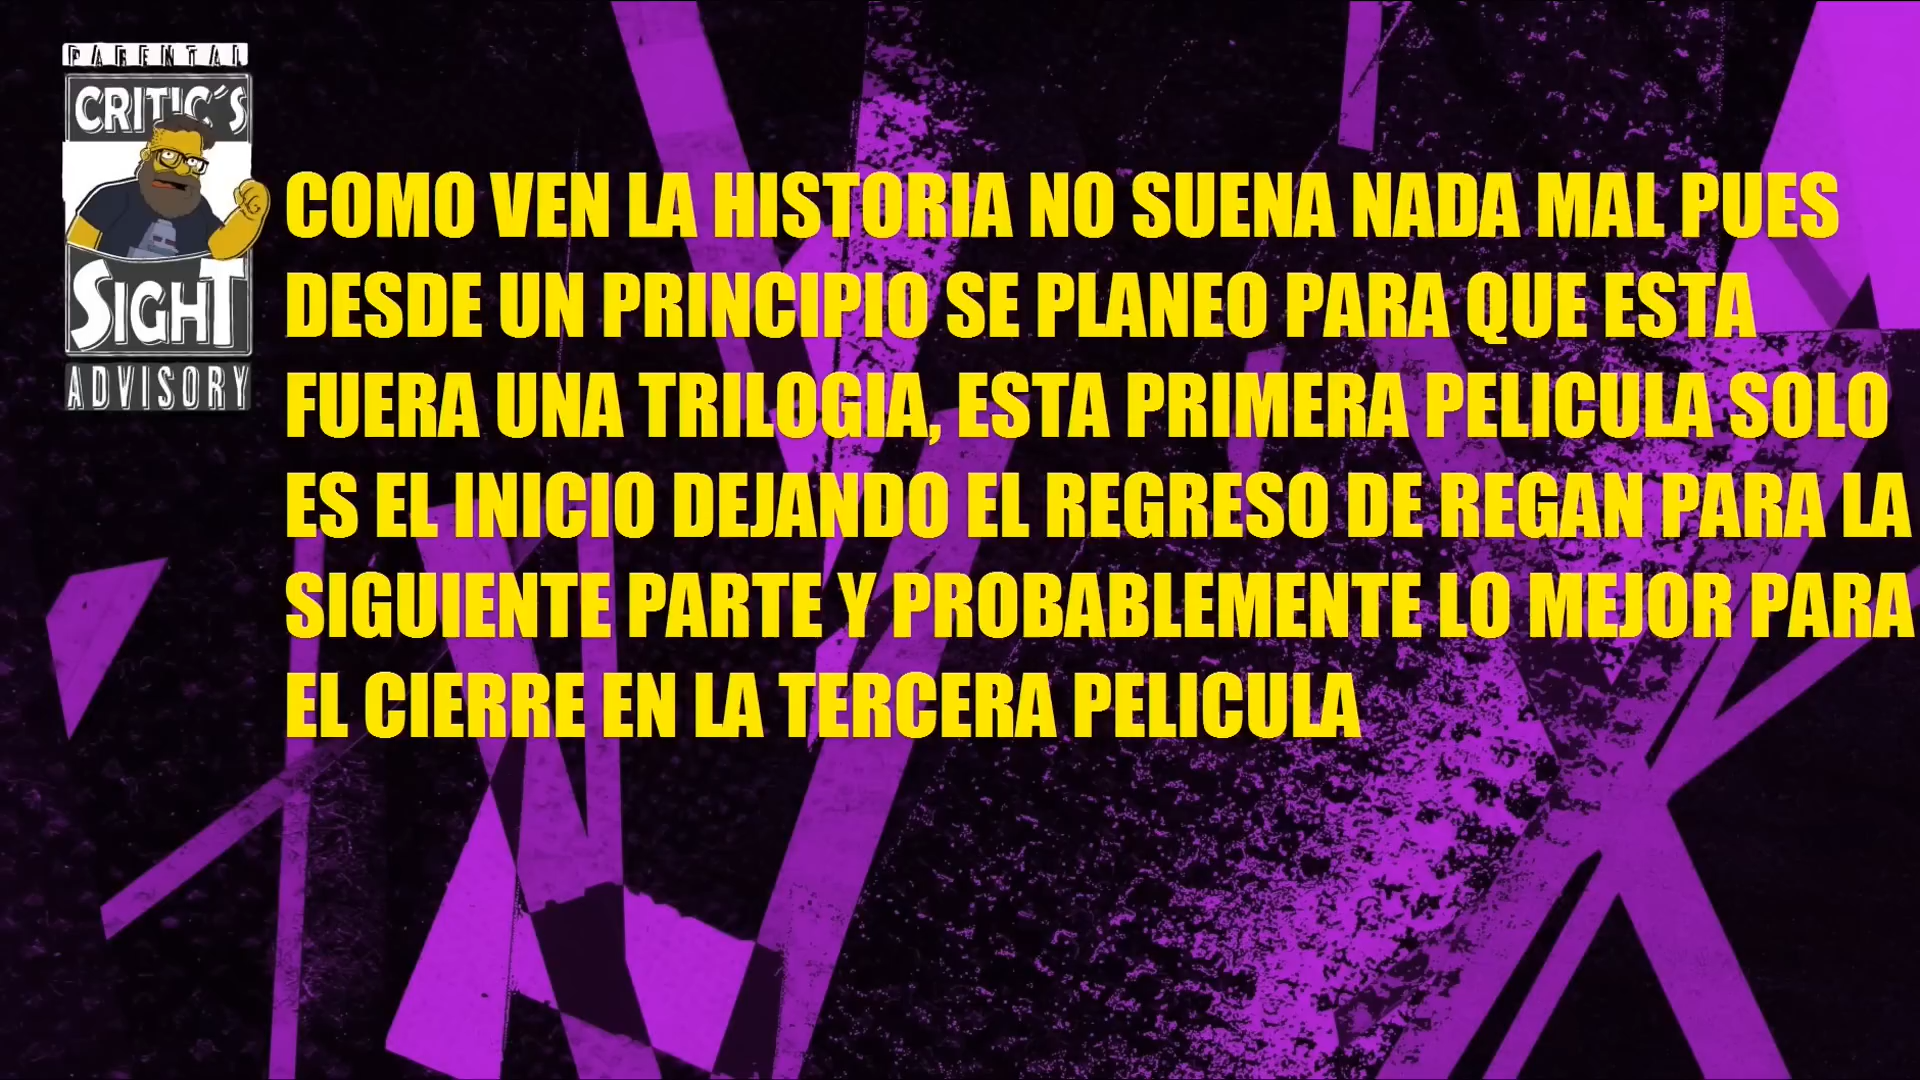 PARENTAL
CRITIC´S
SIGHT
ADVISORY
COMO VEN LA HISTORIA NO SUENA NADA MAL PUES
DESDE UN PRINCIPIO SE PLANEO PARA QUE ESTA
FUERA UNA TRILOGIA, ESTA PRIMERA PELICULA SOLO
ES EL INICIO DEJANDO EL REGRESO DE REGAN PARA LA
SIGUIENTE PARTE Y PROBABLEMENTE LO MEJOR PARA
EL CIERRE EN LA TERCERA PELICULA